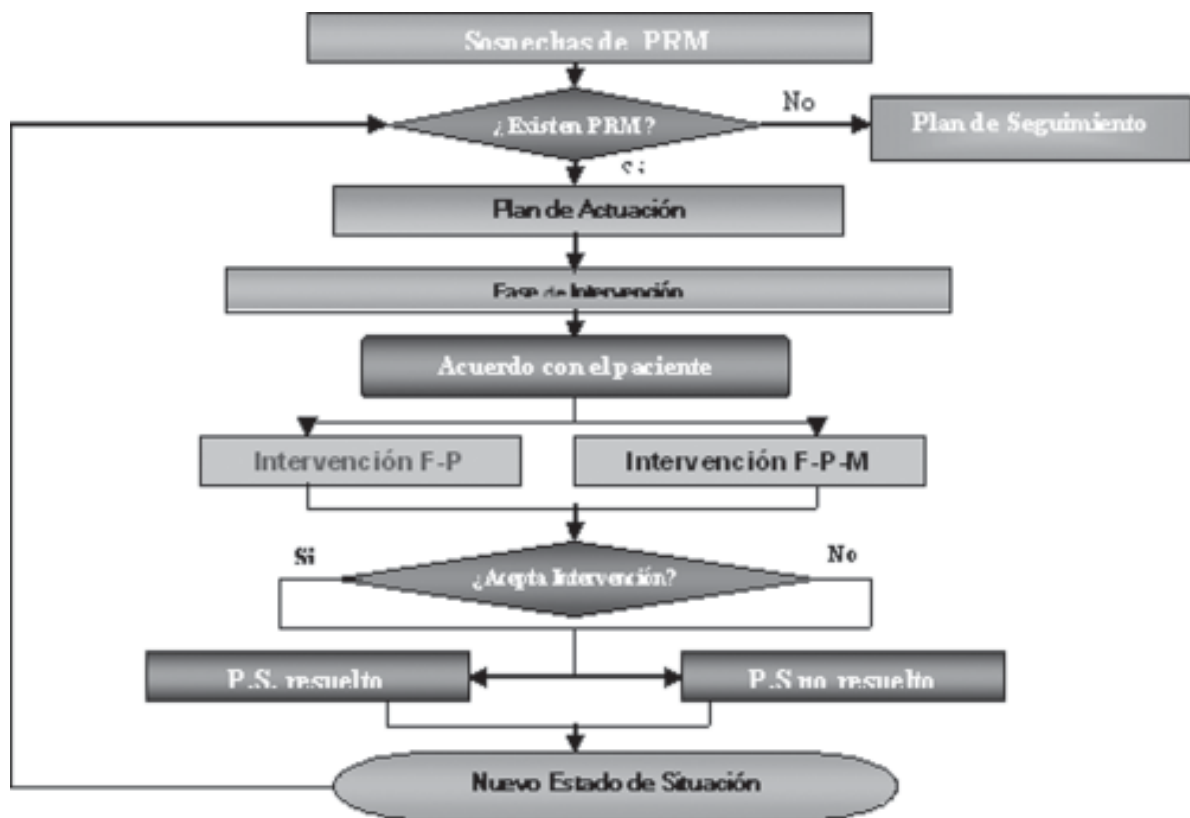 Sospechas de PRM
¿Existen PRM?
No
Plan de Seguimiento
Si
Plan de Actuación
Fase de Intervención
Acuerdo con el paciente
Intervención F-P
Intervención F-P-M
Si
¿Acepta Intervención?
No
P.S. resuelto
P.S no resuelto
Nuevo Estado de Situación